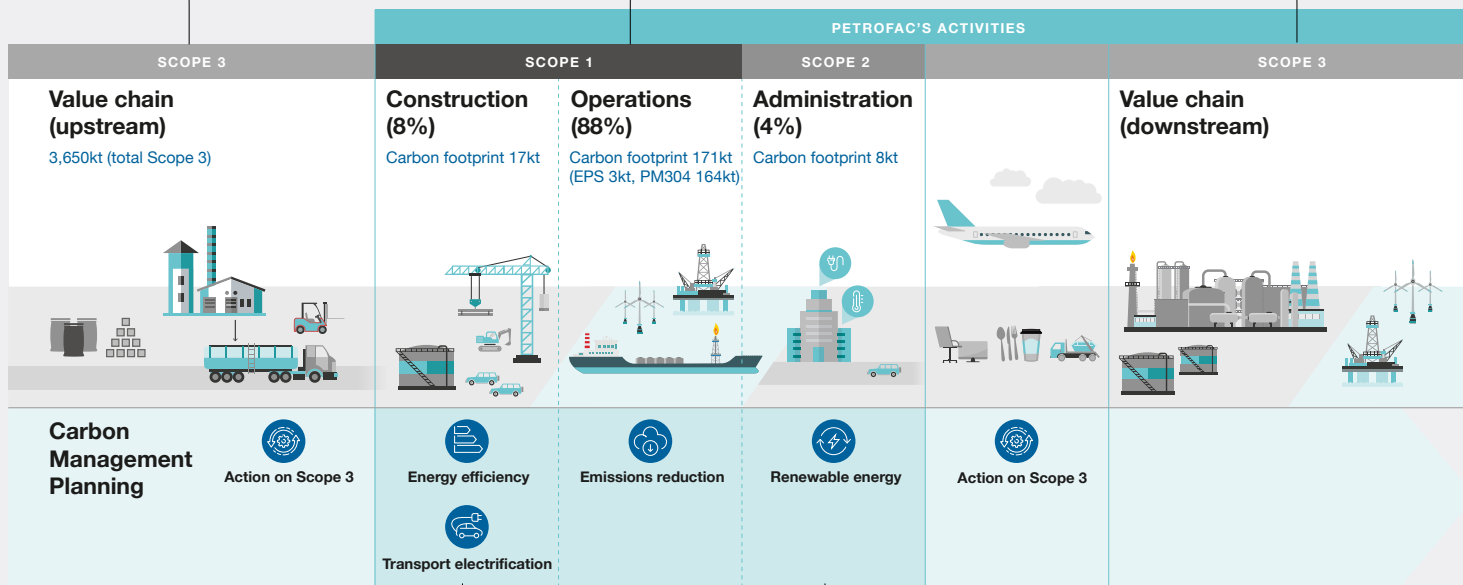 PETROFAC'S ACTIVITIES
SCOPE 3
SCOPE 1
SCOPE 2
SCOPE 3
Value chain
(upstream)
3,650kt (total Scope 3)
Construction
(8%)
Carbon footprint 17kt
Operations
(88%)
Carbon footprint 171kt
(EPS 3kt, PM304 164kt)
Administration
(4%)
Carbon footprint 8kt
Value chain
(downstream)
Carbon
Management
Planning
Action on Scope 3
Energy efficiency
Transport electrification
Emissions reduction
Renewable energy
Action on Scope 3